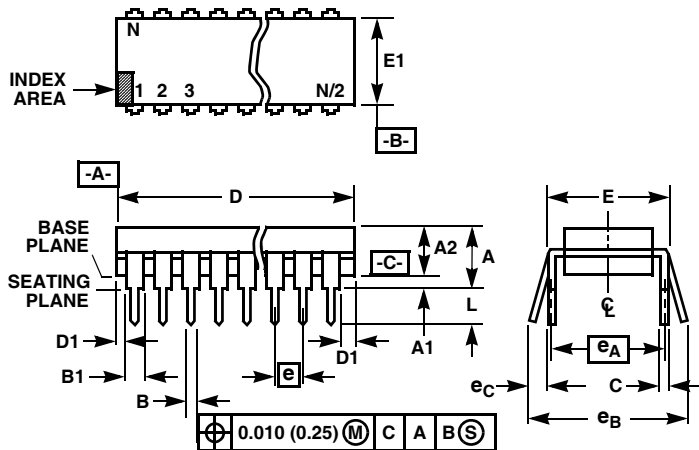 N
E1
INDEX
AREA
1 2 3 N/2
-B-
-A-
D
E
BASE
PLANE
A2
A
-C-
SEATING
PLANE
L
C
L
D1
B1
A1
D1
e
eA
B
eC
C
eB
0.010 (0.25) M C A B S